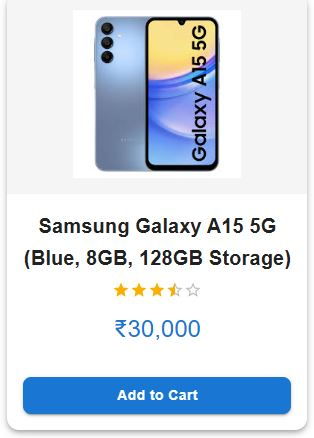 Galaxy A15 5G
Samsung Galaxy A15 5G
(Blue, 8GB, 128GB Storage)
₹30,000
Add to Cart